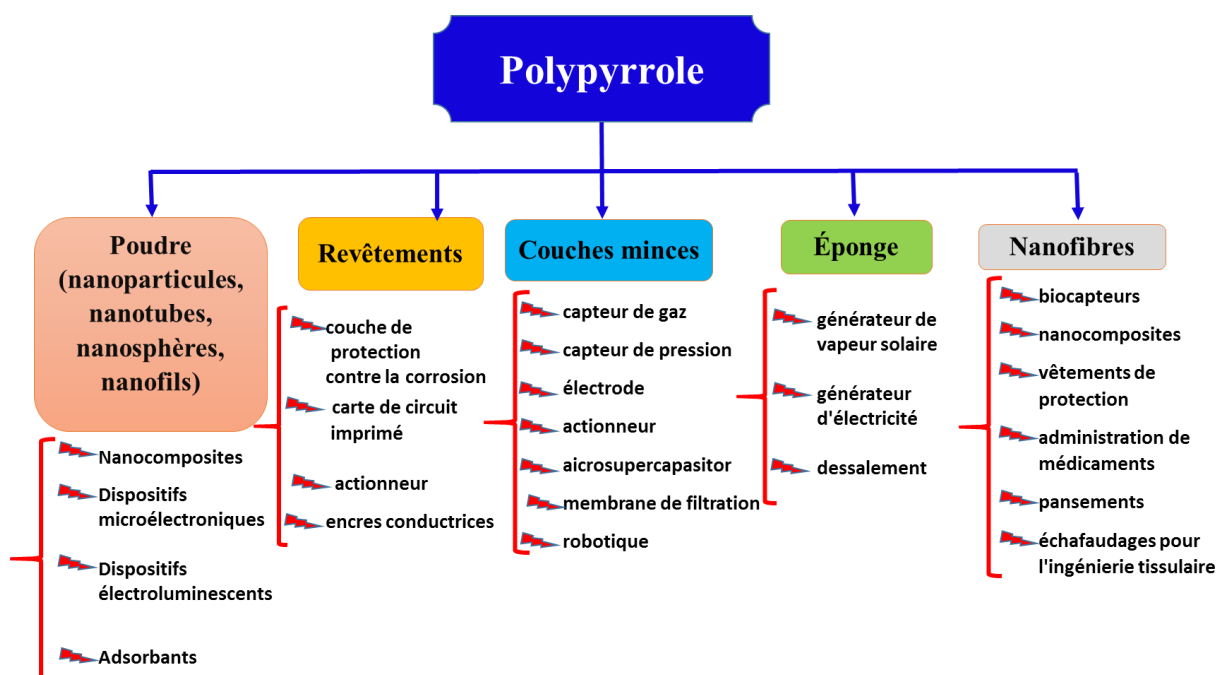 Polypyrrole
Poudre
(nanoparticules,
nanotubes,
nanosphères,
nanofils)
Nanocomposites
Dispositifs
microélectroniques
Dispositifs
électroluminescents
Adsorbants
Revêtements
couche de
protection
contre la corrosion
carte de circuit
imprimé
actionneur
encres conductrices
Couches minces
capteur de gaz
capteur de pression
électrode
actionneur
aicrosupercapasitor
membrane de filtration
robotique
Éponge
générateur de
vapeur solaire
générateur
d'électricité
dessalement
Nanofibres
biocapteurs
nanocomposites
vêtements de
protection
administration de
médicaments
pansements
échafaudages pour
l'ingénierie tissulaire